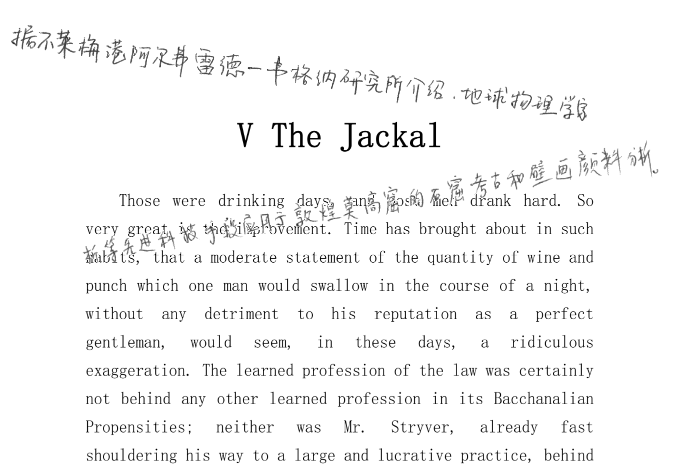 据不莱梅港阿尔弗雷德一韦格纳研究所介绍，地球物理学家
V The Jackal
等先进科技手段应用于敦煌莫高窟的石窟考古和壁画颜料分析。
Those were drinking days, and most men drank hard. So
very great is the improvement. Time has brought about in such
habits, that a moderate statement of the quantity of wine and
punch which one man would swallow in the course of a night,
without any detriment to his reputation as a perfect
gentleman, would seem, in these days, a ridiculous
exaggeration. The learned profession of the law was certainly
not behind any other learned profession in its Bacchanalian
Propensities; neither was Mr. Stryver, already fast
shouldering his way to a large and lucrative practice, behind